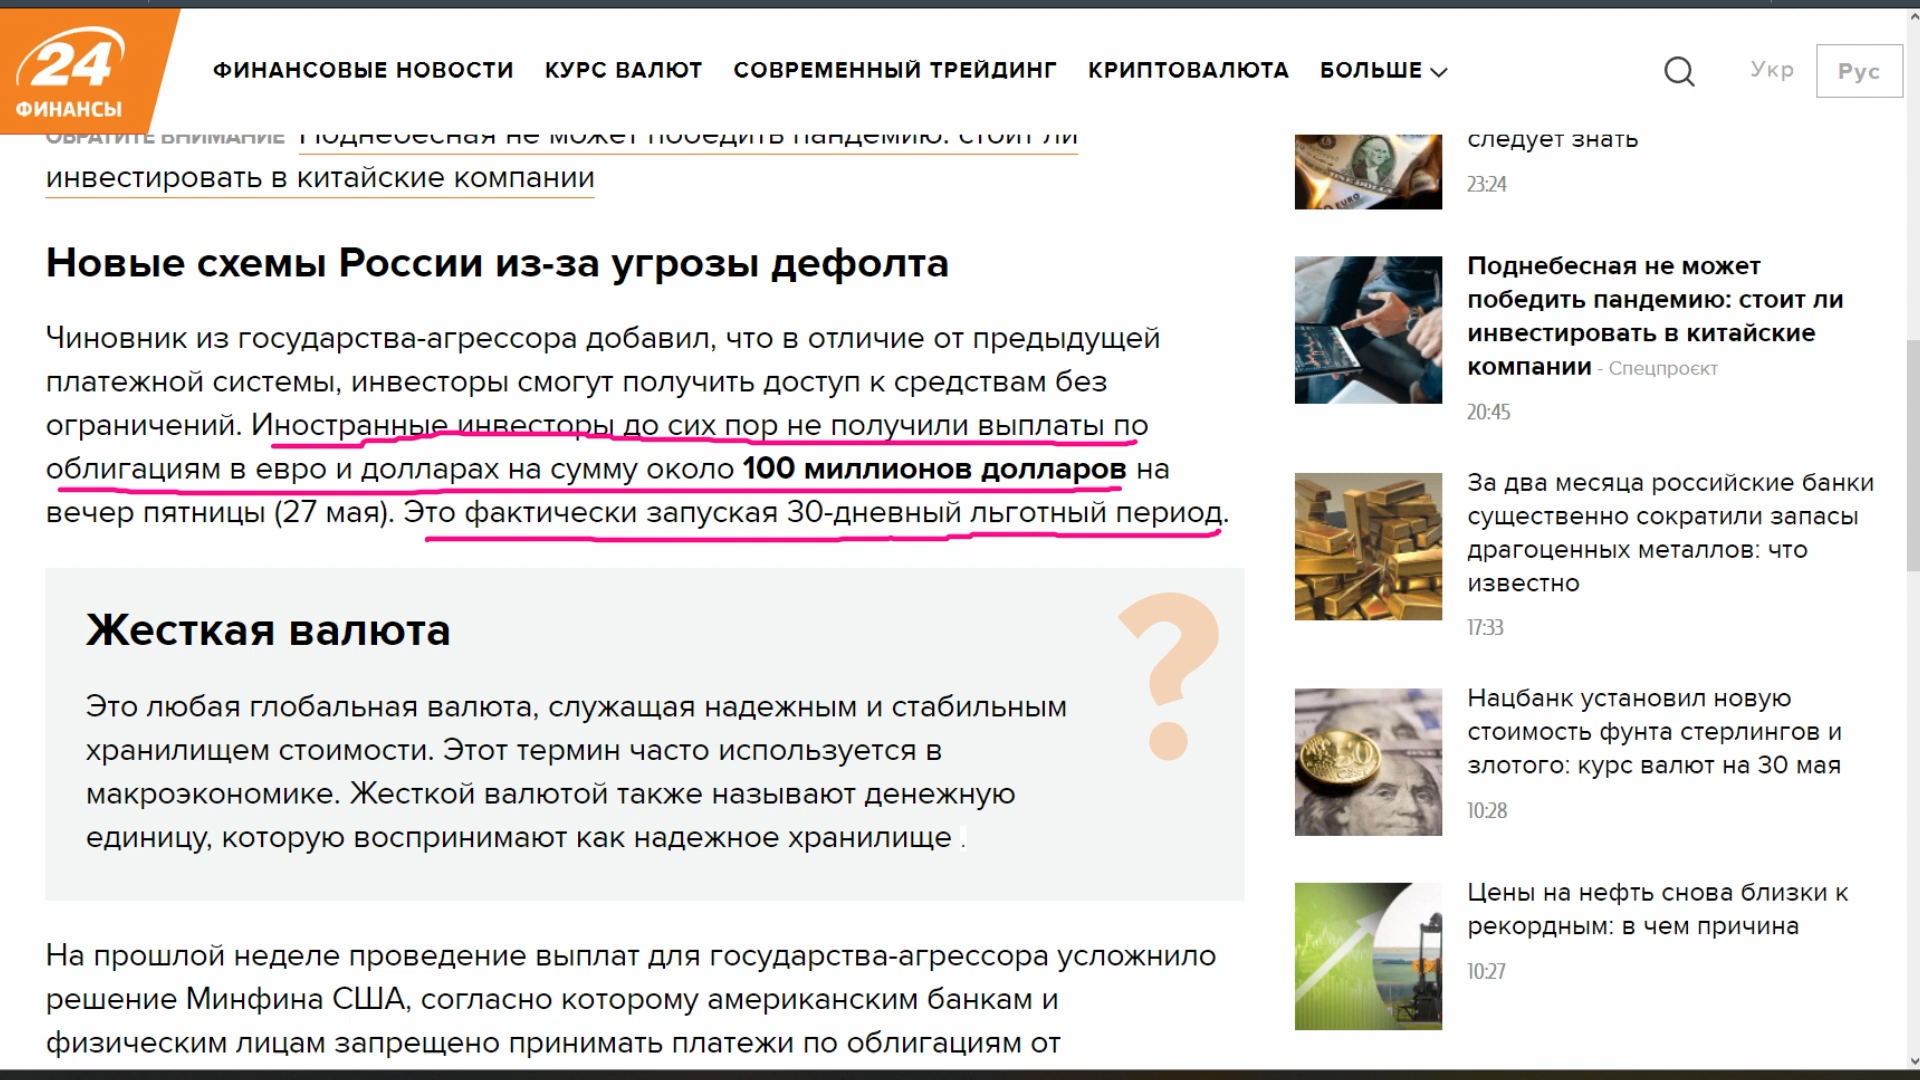 24
ФИНАНСЫ
ФИНАНСОВЫЕ НОВОСТИ
КУРС ВАЛЮТ
СОВРЕМЕННЫЙ ТРЕЙДИНГ
КРИПТОВАЛЮТА
БОЛЬШЕ
Укр
Рус
ОБРАТИТЕ ВНИМАНИЕ Поднебесная не может победить пандемию: стоит ли
инвестировать в китайские компании
Новые схемы России из-за угрозы дефолта
Чиновник из государства-агрессора добавил, что в отличие от предыдущей
платежной системы, инвесторы смогут получить доступ к средствам без
ограничений. Иностранные инвесторы до сих пор не получили выплаты по
облигациям в евро и долларах на сумму около 100 миллионов долларов на
вечер пятницы (27 мая). Это фактически запуская 30-дневный льготный период.
Жесткая валюта
Это любая глобальная валюта, служащая надежным и стабильным
хранилищем стоимости. Этот термин часто используется в
макроэкономике. Жесткой валютой также называют денежную
единицу, которую воспринимают как надежное хранилище .
?
На прошлой неделе проведение выплат для государства-агрессора усложнило
решение Минфина США, согласно которому американским банкам и
физическим лицам запрещено принимать платежи по облигациям от
следует знать
23:24
Поднебесная не может
победить пандемию: стоит ли
инвестировать в китайские
компании - Спецпроєкт
20:45
За два месяца российские банки
существенно сократили запасы
драгоценных металлов: что
известно
17:33
Нацбанк установил новую
стоимость фунта стерлингов и
злотого: курс валют на 30 мая
10:28
Цены на нефть снова близки к
рекордным: в чем причина
10:27